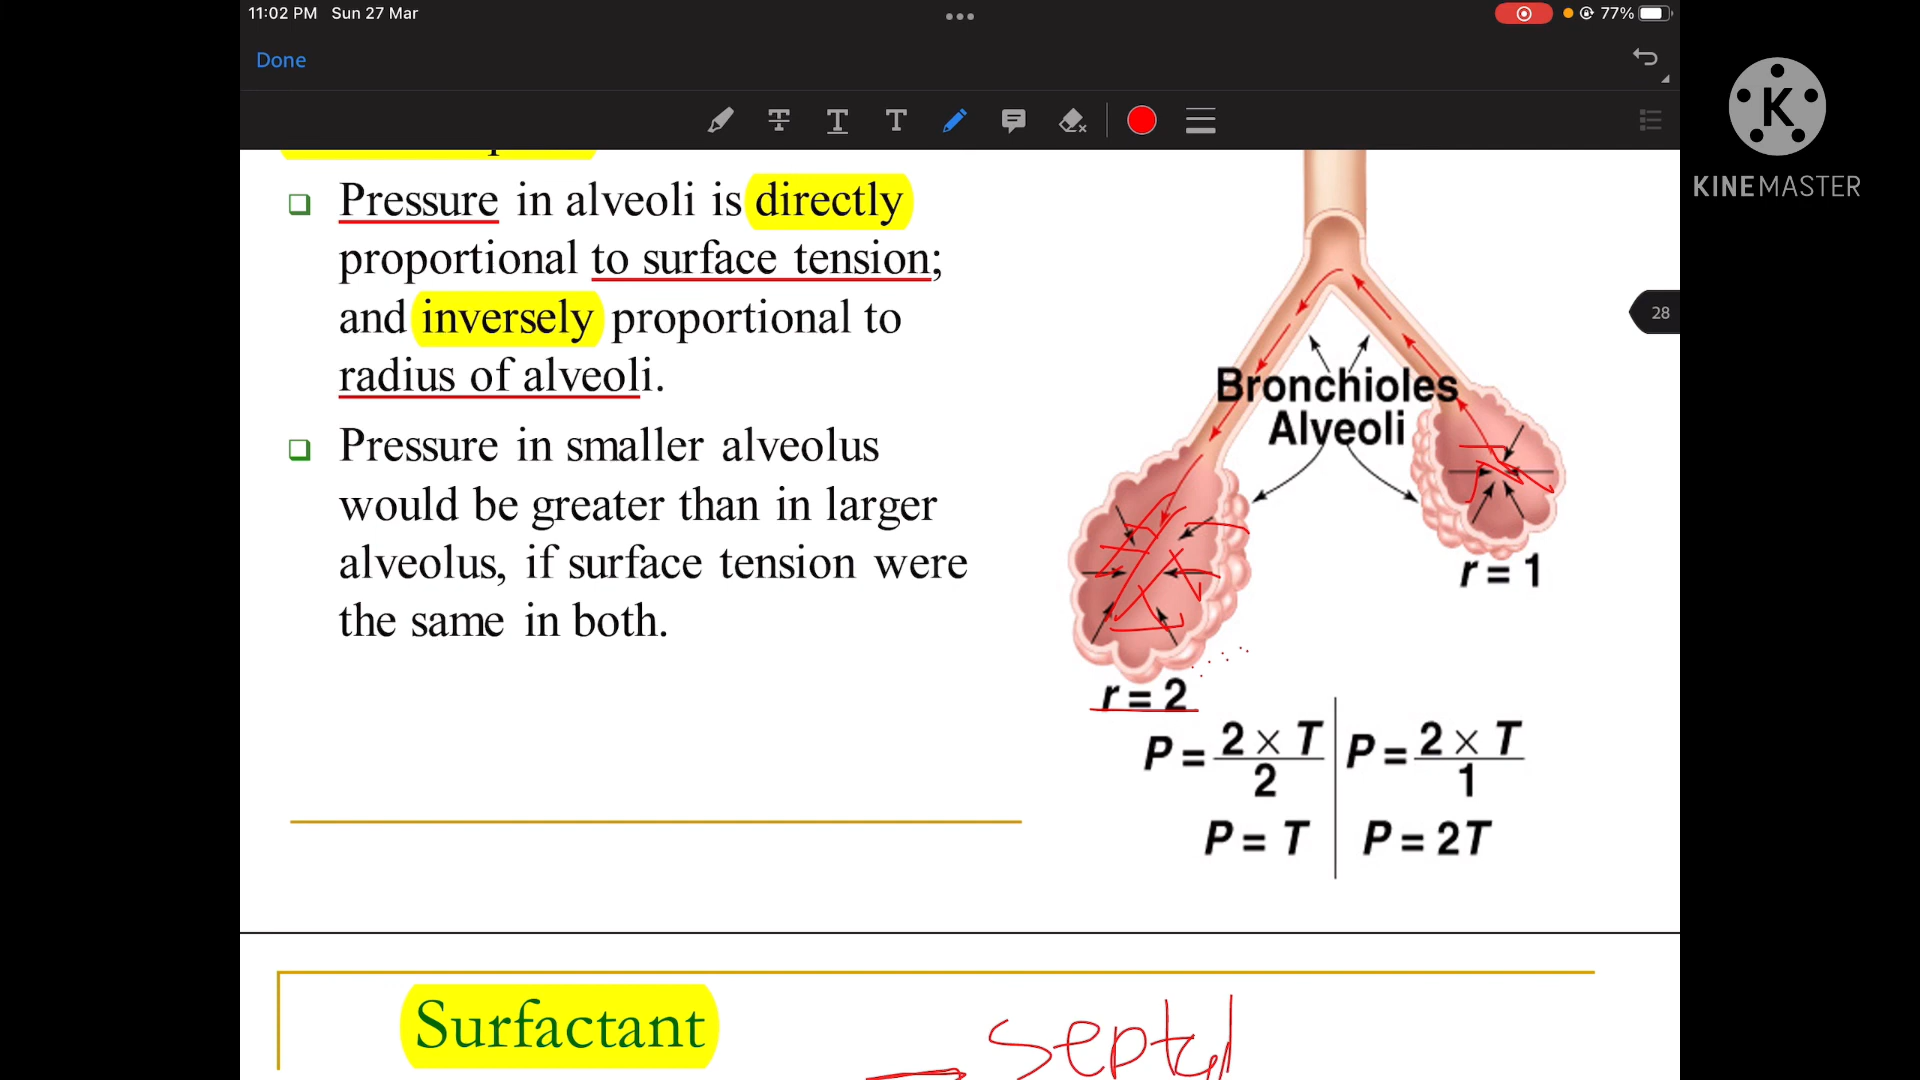 11:02 PM Sun 27 Mar
77%
Done
T T T
28
KINEMASTER
Pressure in alveoli is directly
proportional to surface tension;
and inversely proportional to
radius of alveoli.
Pressure in smaller alveolus
would be greater than in larger
alveolus, if surface tension were
the same in both.
Bronchioles
Alveoli
r = 1
r = 2
P = 2 × T / 2
P = 2 × T / 1
P = T
P = 2T
Surfactant